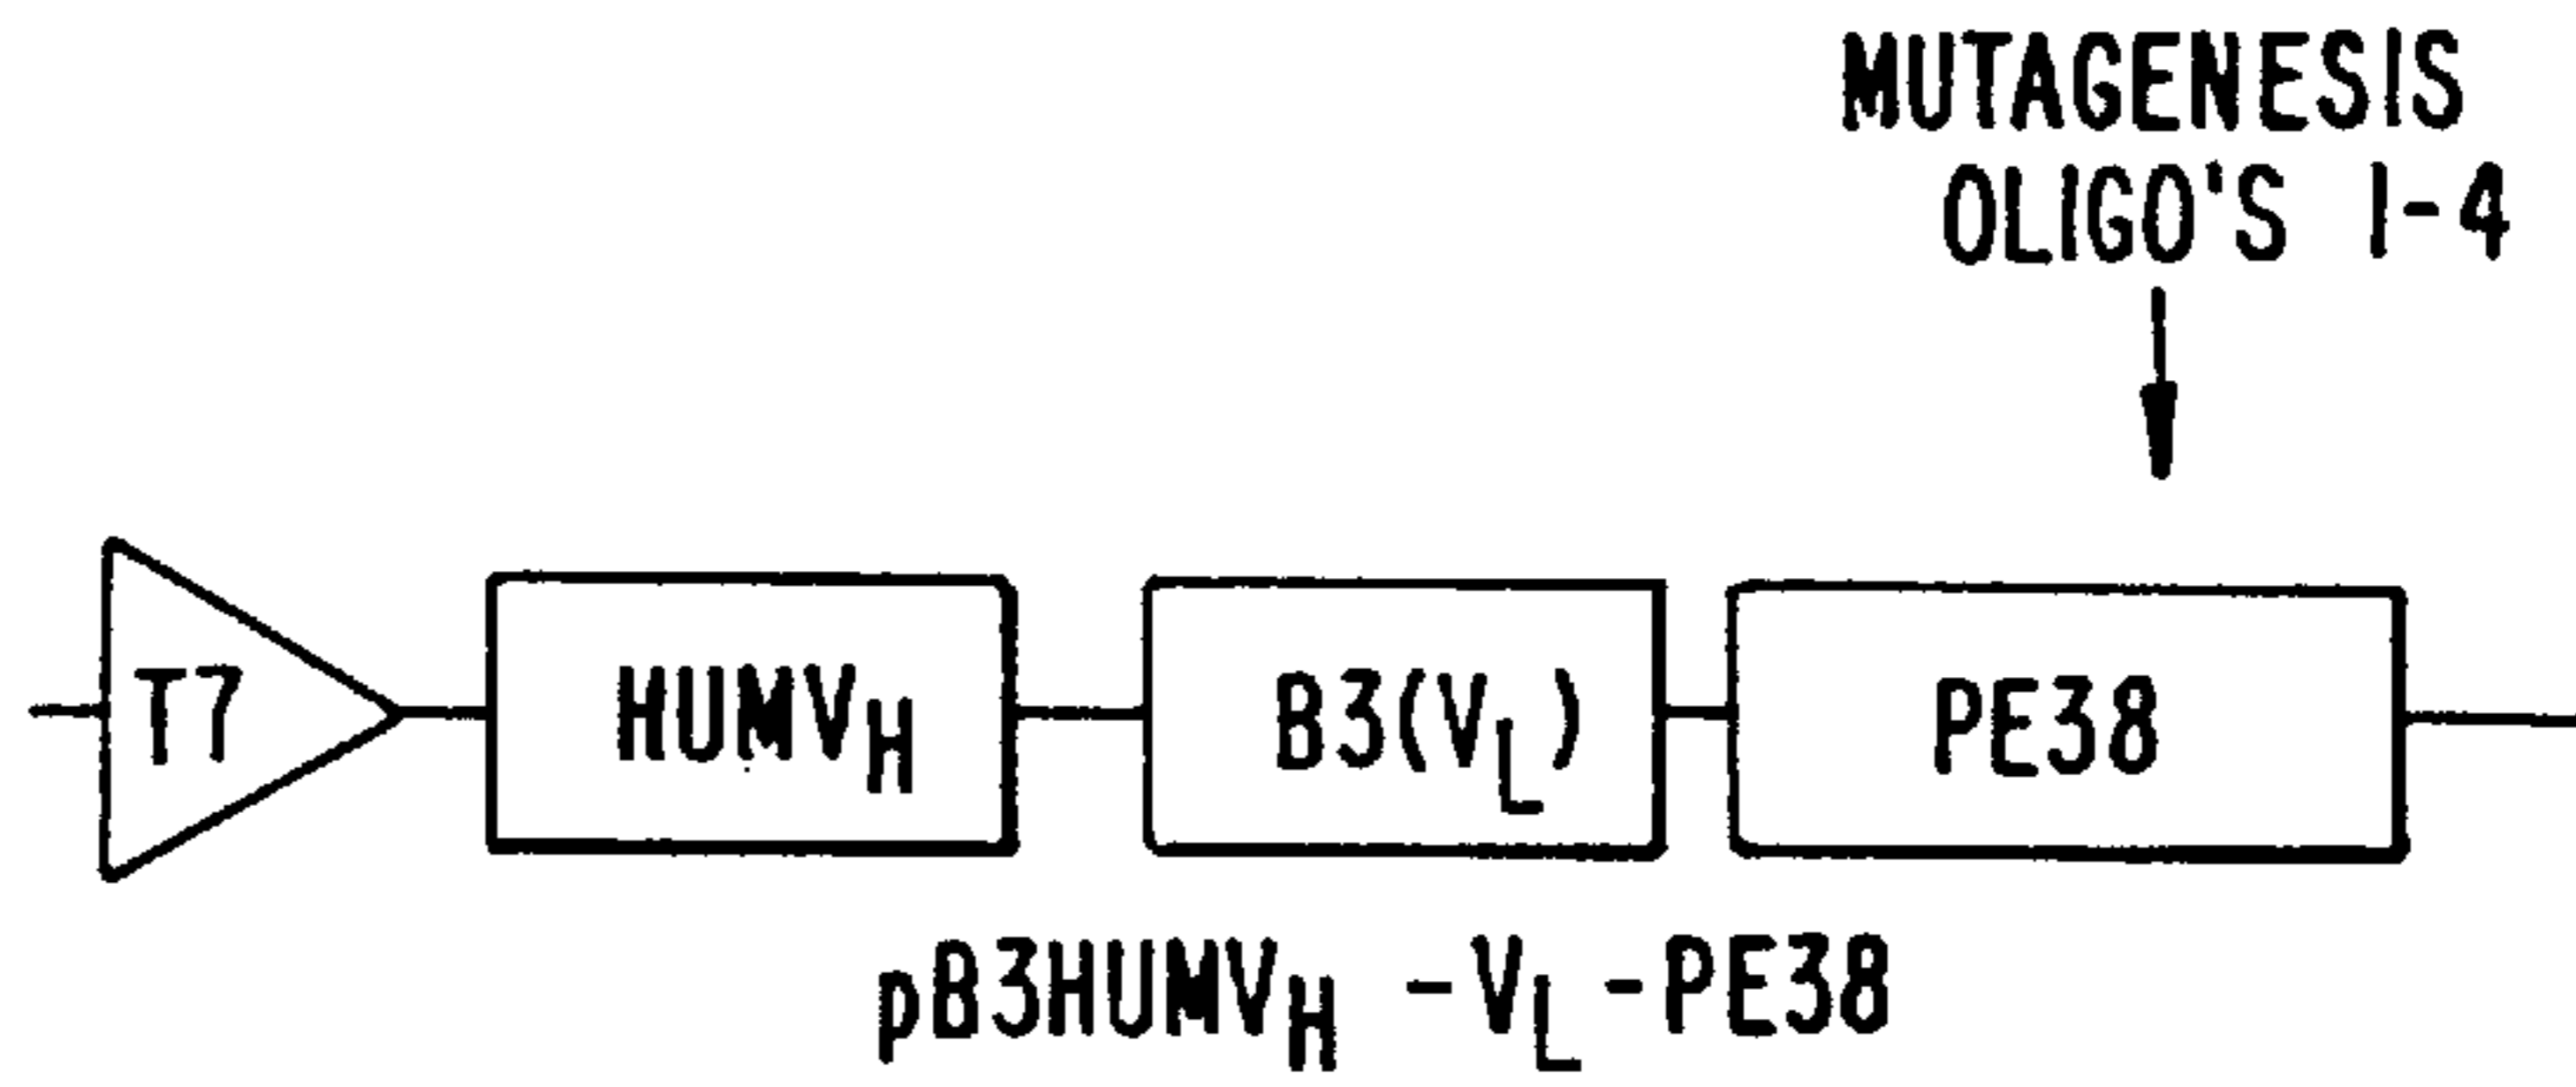 MUTAGENESIS
OLIGO'S 1-4
T7 HUMVH B3(VL) PE38
pB3HUMVH -VL-PE38